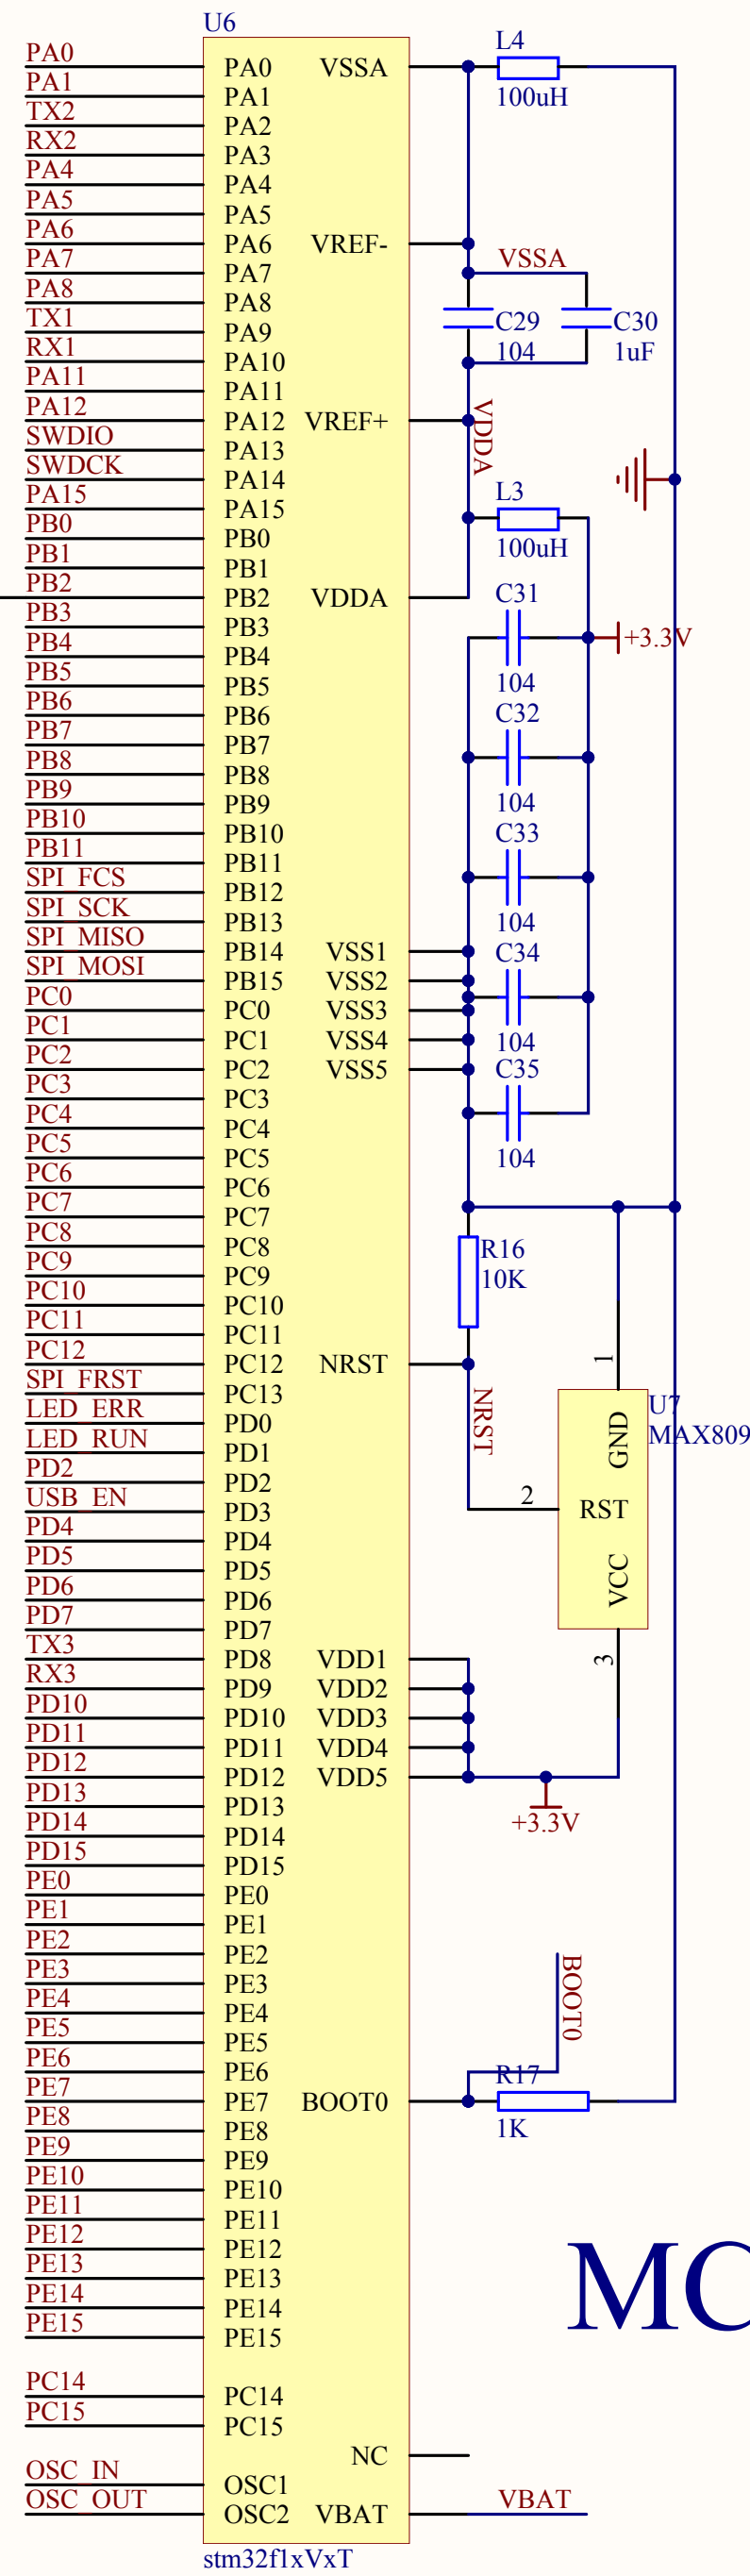 U6
PA0
PA1
TX2
RX2
PA4
PA5
PA6
PA7
PA8
TX1
RX1
PA11
PA12
SWDIO
SWDCK
PA15
PB0
PB1
PB2
PB3
PB4
PB5
PB6
PB7
PB8
PB9
PB10
PB11
SPI_FCS
SPI_SCK
SPI_MISO
SPI_MOSI
PC0
PC1
PC2
PC3
PC4
PC5
PC6
PC7
PC8
PC9
PC10
PC11
PC12
SPI_FRST
LED_ERR
LED_RUN
PD2
USB_EN
PD4
PD5
PD6
PD7
TX3
RX3
PD10
PD11
PD12
PD13
PD14
PD15
PE0
PE1
PE2
PE3
PE4
PE5
PE6
PE7
PE8
PE9
PE10
PE11
PE12
PE13
PE14
PE15
PC14
PC15
OSC_IN
OSC_OUT
PA0
PA1
PA2
PA3
PA4
PA5
PA6
PA7
PA8
PA9
PA10
PA11
PA12
PA13
PA14
PA15
PB0
PB1
PB2
PB3
PB4
PB5
PB6
PB7
PB8
PB9
PB10
PB11
PB12
PB13
PB14
PB15
PC0
PC1
PC2
PC3
PC4
PC5
PC6
PC7
PC8
PC9
PC10
PC11
PC12
PC13
PD0
PD1
PD2
PD3
PD4
PD5
PD6
PD7
PD8
PD9
PD10
PD11
PD12
PD13
PD14
PD15
PE0
PE1
PE2
PE3
PE4
PE5
PE6
PE7
PE8
PE9
PE10
PE11
PE12
PE13
PE14
PE15
PC14
PC15
OSC1
OSC2
VSSA
VREF-
VREF+
VDDA
VSS1
VSS2
VSS3
VSS4
VSS5
NRST
VDD1
VDD2
VDD3
VDD4
VDD5
BOOT0
NC
VBAT
stm32f1xVxT
L4
100uH
VSSA
C29
104
C30
1uF
VDDA
L3
100uH
C31
104
+3.3V
C32
104
C33
104
C34
104
C35
104
R16
10K
NRST
1
U7
MAX809
GND
2
RST
VCC
3
+3.3V
BOOT0
R17
1K
MC
VBAT